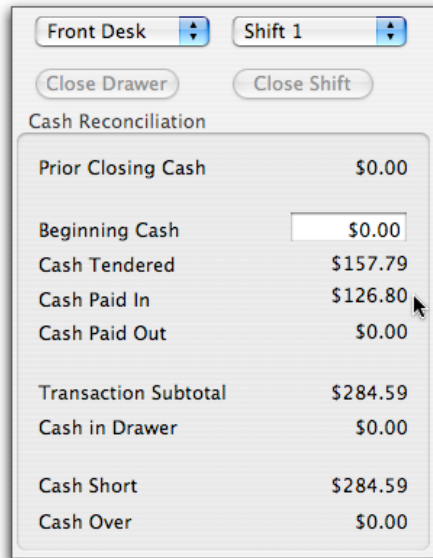 Front Desk Shift 1
Close Drawer Close Shift
Cash Reconciliation
Prior Closing Cash $0.00
Beginning Cash $0.00
Cash Tendered $157.79
Cash Paid In $126.80
Cash Paid Out $0.00
Transaction Subtotal $284.59
Cash in Drawer $0.00
Cash Short $284.59
Cash Over $0.00